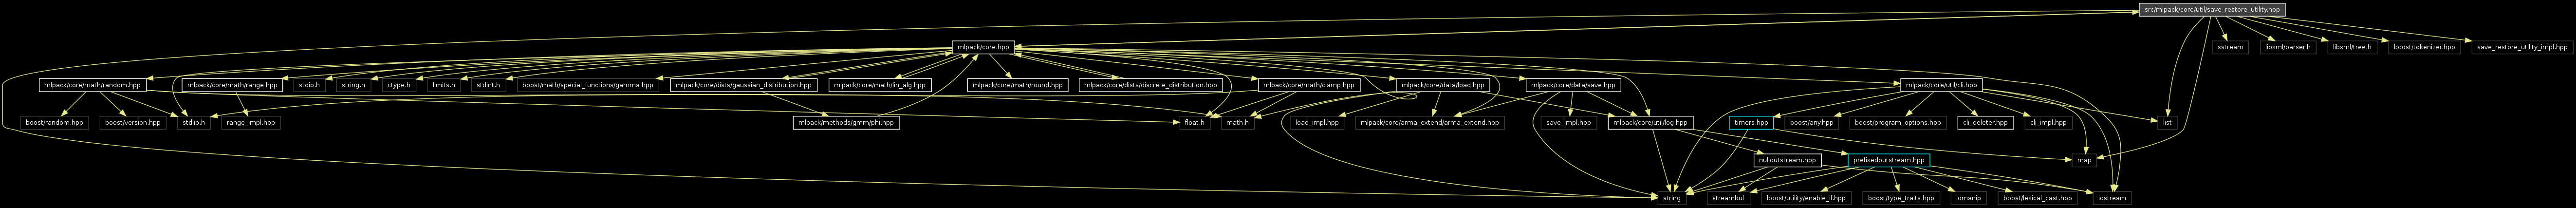 src/mlpack/core/util/save_restore_utility.hpp
mlpack/core.hpp
sstream
libxml/parser.h
libxml/tree.h
boost/tokenizer.hpp
save_restore_utility_impl.hpp
mlpack/core/math/random.hpp
mlpack/core/math/range.hpp
stdio.h
string.h
ctype.h
limits.h
stdint.h
boost/math/special_functions/gamma.hpp
mlpack/core/dists/gaussian_distribution.hpp
mlpack/core/math/lin_alg.hpp
mlpack/core/math/round.hpp
mlpack/core/dists/discrete_distribution.hpp
mlpack/core/math/clamp.hpp
mlpack/core/data/load.hpp
mlpack/core/data/save.hpp
mlpack/core/util/cli.hpp
boost/random.hpp
boost/version.hpp
stdlib.h
range_impl.hpp
mlpack/methods/gmm/phi.hpp
float.h
math.h
load_impl.hpp
mlpack/core/arma_extend/arma_extend.hpp
save_impl.hpp
mlpack/core/util/log.hpp
timers.hpp
boost/any.hpp
boost/program_options.hpp
cli_deleter.hpp
cli_impl.hpp
list
nulloutstream.hpp
prefixedoutstream.hpp
map
string
streambuf
boost/utility/enable_if.hpp
boost/type_traits.hpp
iomanip
boost/lexical_cast.hpp
iostream